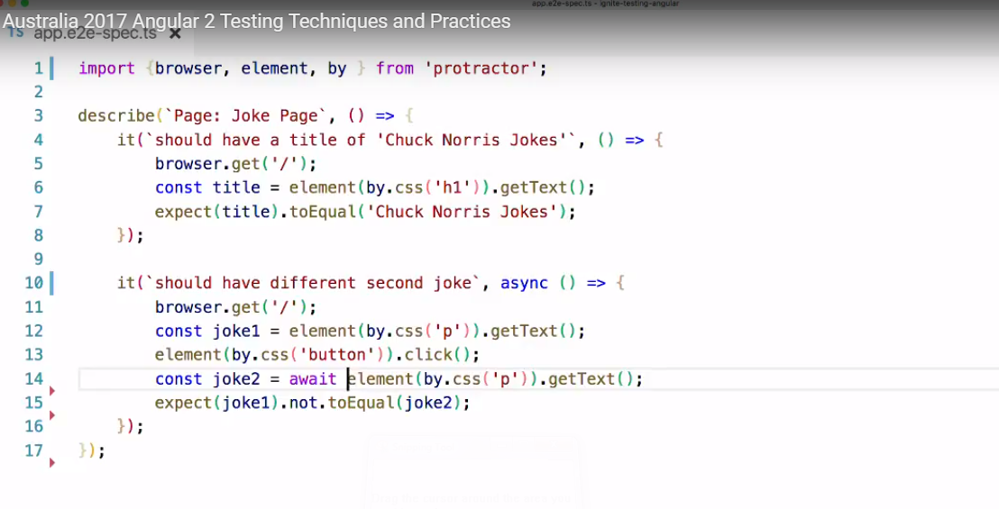 app.e2e-spec.ts - ignite-testing-angular
Australia 2017 Angular 2 Testing Techniques and Practices
TS app.e2e-spec.ts ×
1 import {browser, element, by } from 'protractor';
2
3 describe(`Page: Joke Page`, () => {
4     it(`should have a title of 'Chuck Norris Jokes'`, () => {
5         browser.get('/');
6         const title = element(by.css('h1')).getText();
7         expect(title).toEqual('Chuck Norris Jokes');
8     });
9
10     it(`should have different second joke`, async () => {
11         browser.get('/');
12         const joke1 = element(by.css('p')).getText();
13         element(by.css('button')).click();
14         const joke2 = await element(by.css('p')).getText();
15         expect(joke1).not.toEqual(joke2);
16     });
17 });